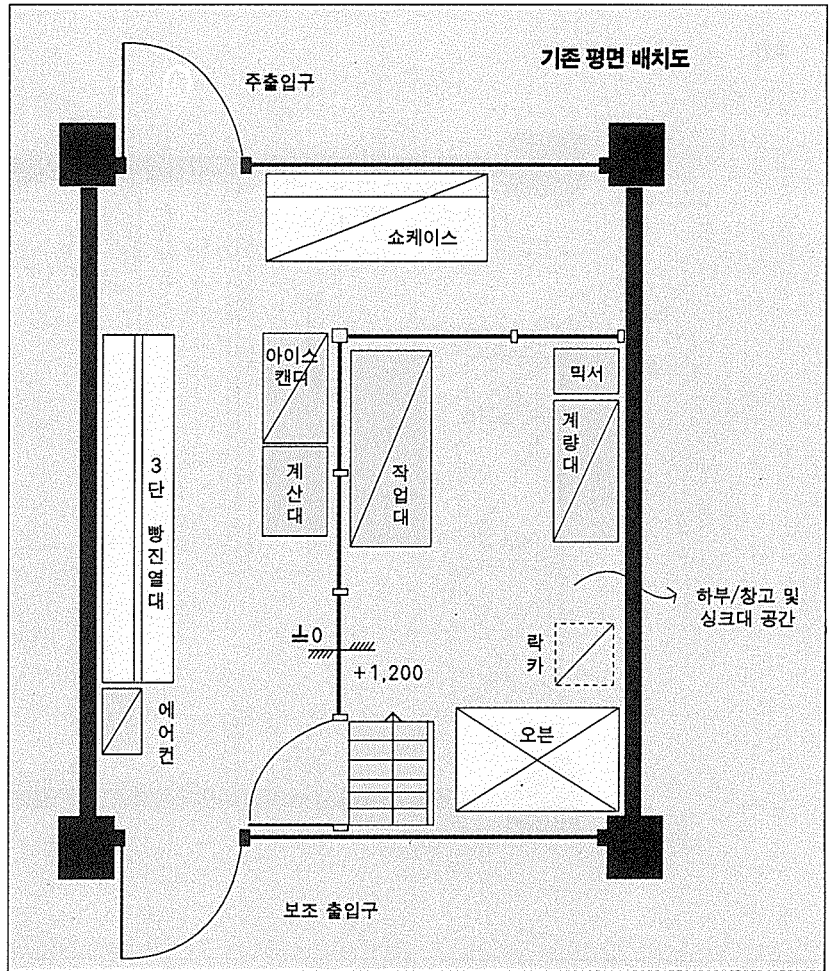 기존 평면 배치도
주출입구
쇼케이스
아이스
캔디
믹서
계산대
작업대
계량대
3단 빵진열대
하부/창고 및
싱크대 공간
±0
+1,200
락카
에어컨
오븐
보조 출입구